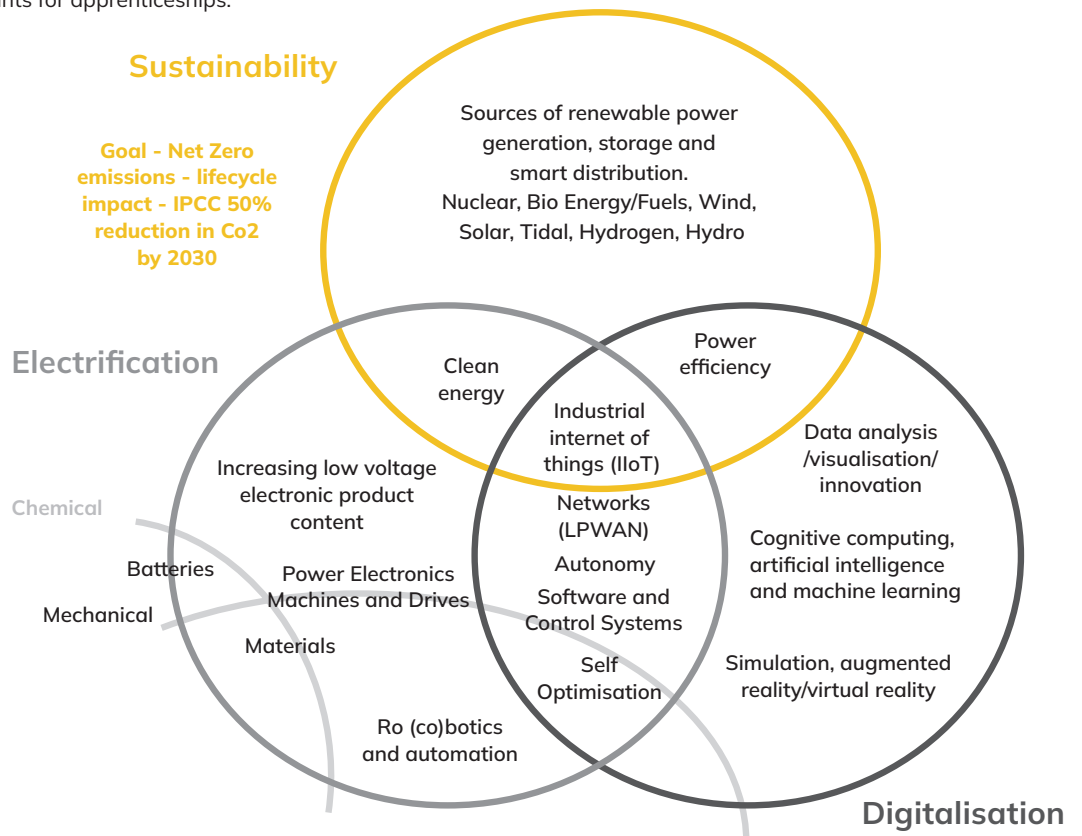 for apprenticeships.
Sustainability
Goal - Net Zero
emissions - lifecycle
impact - IPCC 50%
reduction in Co2
by 2030
Sources of renewable power
generation, storage and
smart distribution.
Nuclear, Bio Energy/Fuels, Wind,
Solar, Tidal, Hydrogen, Hydro
Electrification
Clean
energy
Power
efficiency
Industrial
internet of
things (IIoT)
Data analysis
/visualisation/
innovation
Increasing low voltage
electronic product
content
Chemical
Networks
(LPWAN)
Autonomy
Cognitive computing,
artificial intelligence
and machine learning
Batteries
Power Electronics
Machines and Drives
Mechanical
Software and
Control Systems
Materials
Self
Optimisation
Simulation, augmented
reality/virtual reality
Ro (co)botics
and automation
Digitalisation